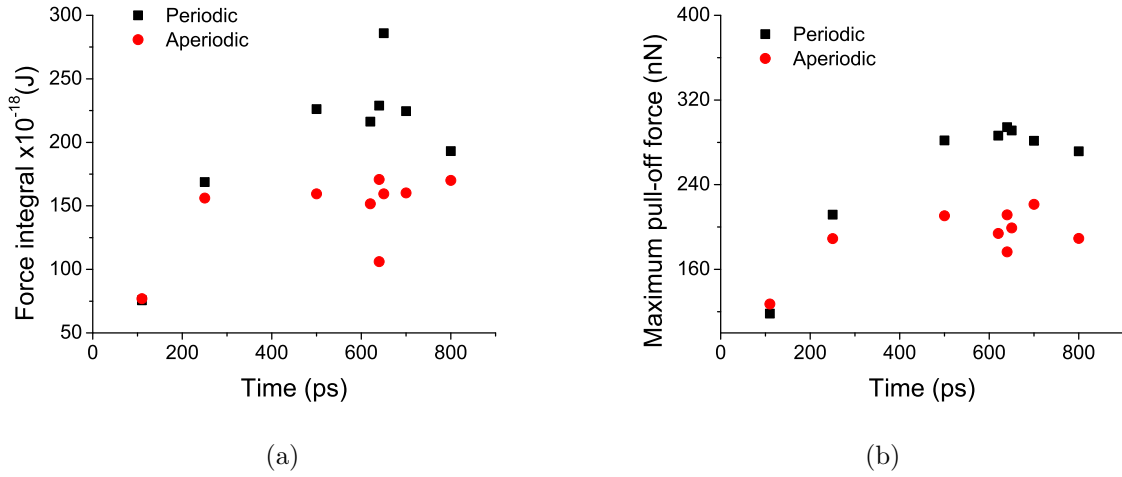 300
250
200
150
100
50
0
200
400
600
800
Force integral x10^-18(J)
Time (ps)
Periodic
Aperiodic
(a)
400
320
240
160
0
200
400
600
800
Maximum pull-off force (nN)
Time (ps)
Periodic
Aperiodic
(b)